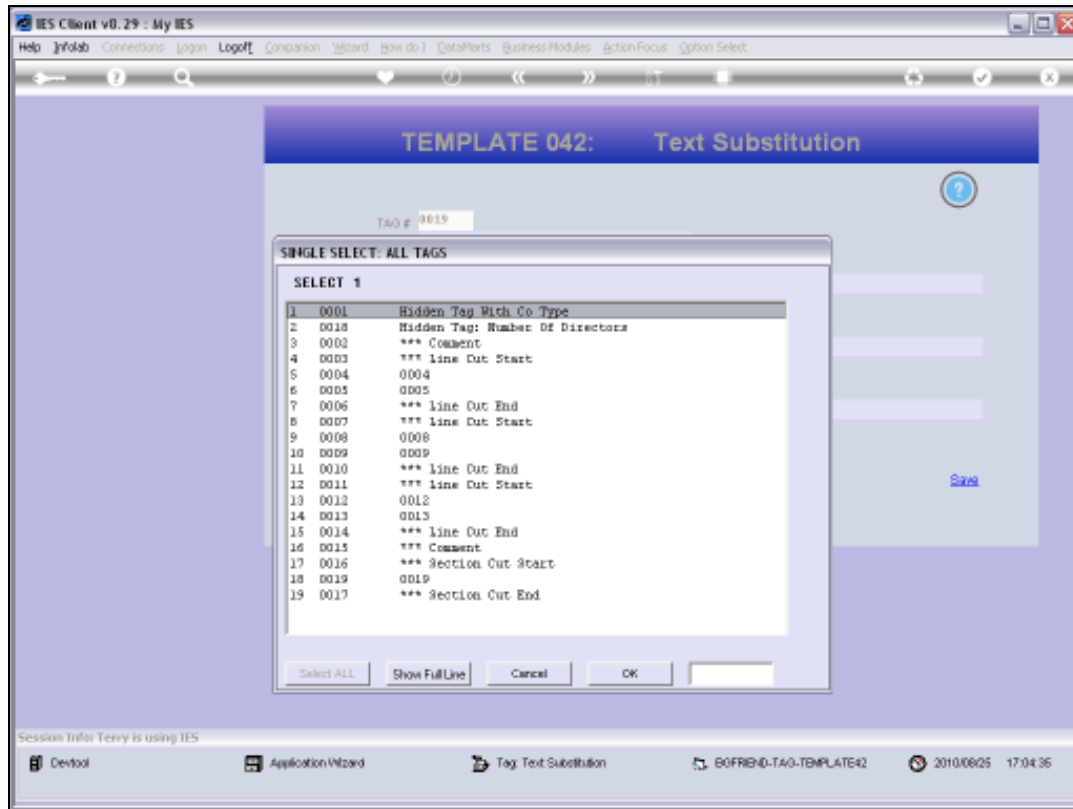 IES Client v8.29 : My IES
Help Infolab Connections Logon Logoff Companion Wizard How do I DataMarts Business Modules Action Focus Option Select
TEMPLATE 042: Text Substitution
TAG # 0019
SINGLE SELECT: ALL TAGS
SELECT 1
1 0001 Hidden Tag With Co Type
2 0018 Hidden Tag: Number Of Directors
3 0002 *** Comment
4 0003 *** Line Cut Start
5 0004 0004
6 0005 0005
7 0006 *** Line Cut End
8 0007 *** Line Cut Start
9 0008 0008
10 0009 0009
11 0010 *** Line Cut End
12 0011 *** Line Cut Start
13 0012 0012
14 0013 0013
15 0014 *** Line Cut End
16 0015 *** Comment
17 0016 *** Section Cut Start
18 0019 0019
19 0017 *** Section Cut End
Save
Select ALL Show Full Line Cancel OK
Session Info: Terry is using IES
Devtool Application Wizard Tag: Text Substitution BGFRIEND-TAG-TEMPLATE42 2010/08/25 17:04:35